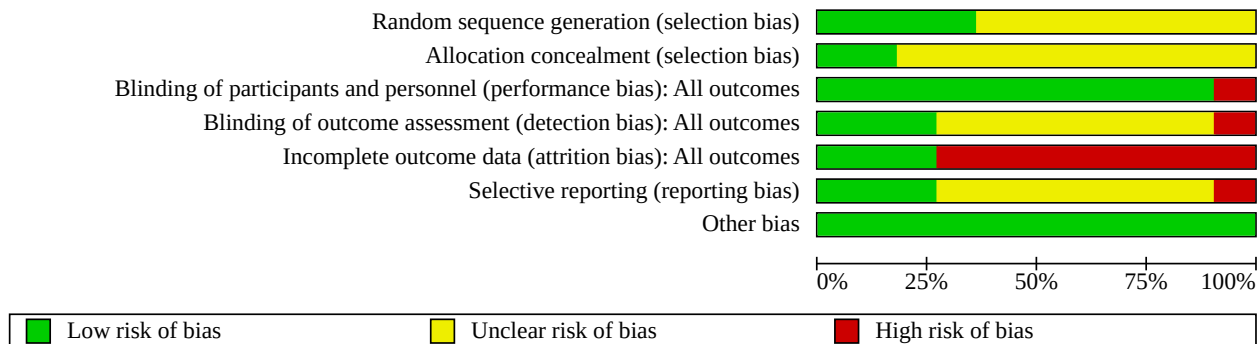 Random sequence generation (selection bias)
Allocation concealment (selection bias)
Blinding of participants and personnel (performance bias): All outcomes
Blinding of outcome assessment (detection bias): All outcomes
Incomplete outcome data (attrition bias): All outcomes
Selective reporting (reporting bias)
Other bias
0% 25% 50% 75% 100%
Low risk of bias Unclear risk of bias High risk of bias